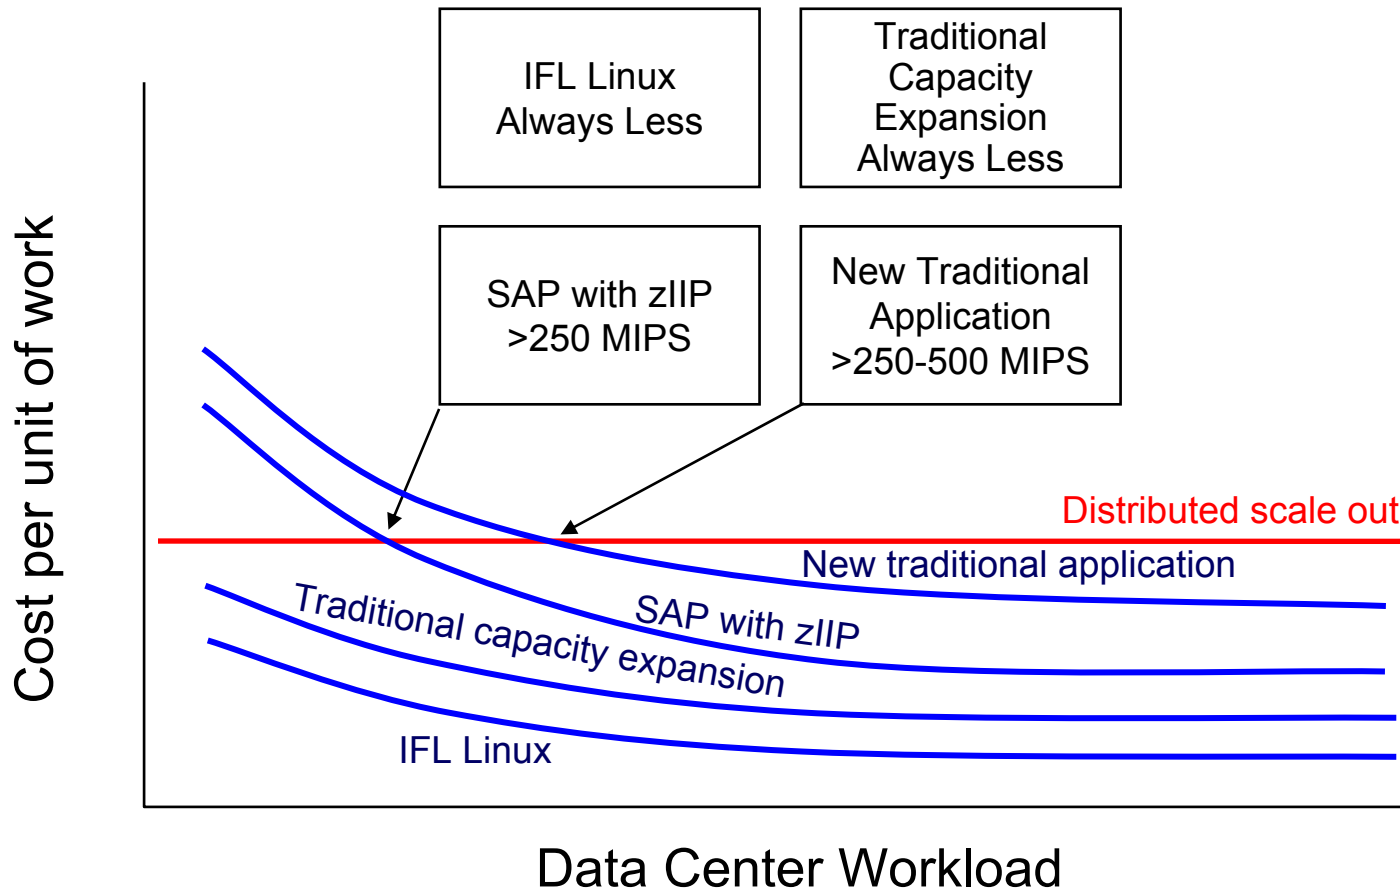 IFL Linux
Always Less
Traditional
Capacity
Expansion
Always Less
SAP with zIIP
>250 MIPS
New Traditional
Application
>250-500 MIPS
Cost per unit of work
Distributed scale out
New traditional application
SAP with zIIP
Traditional capacity expansion
IFL Linux
Data Center Workload